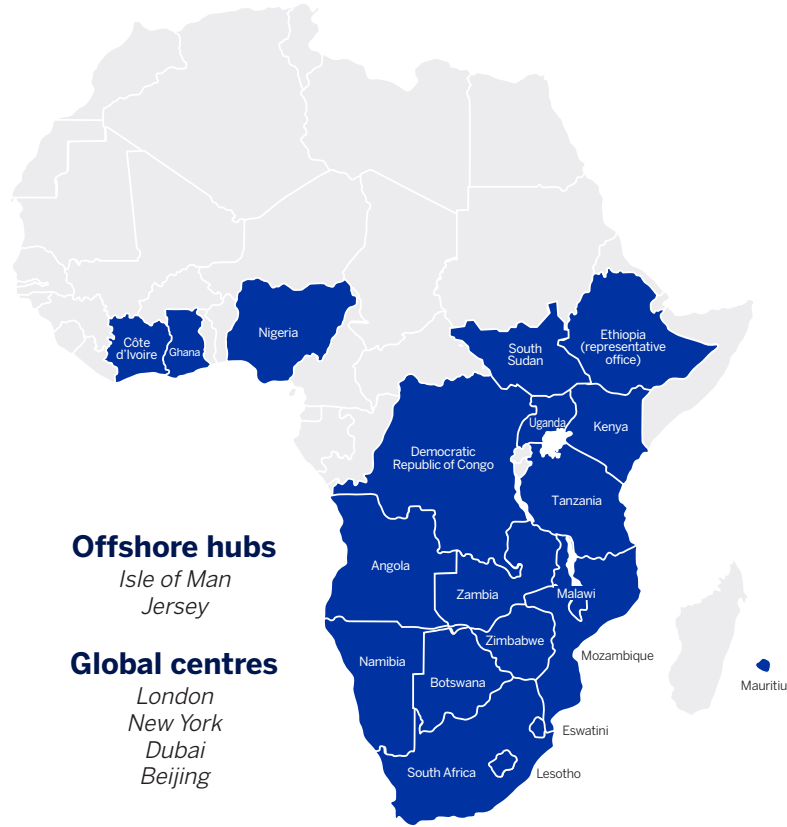 Côte
d'Ivoire
Ghana
Nigeria
South
Sudan
Ethiopia
(representative
office)
Uganda
Kenya
Democratic
Republic of Congo
Tanzania
Offshore hubs
Isle of Man
Jersey
Angola
Zambia
Malawi
Zimbabwe
Mozambique
Global centres
London
New York
Dubai
Beijing
Namibia
Botswana
Mauritiu
Eswatini
South Africa
Lesotho